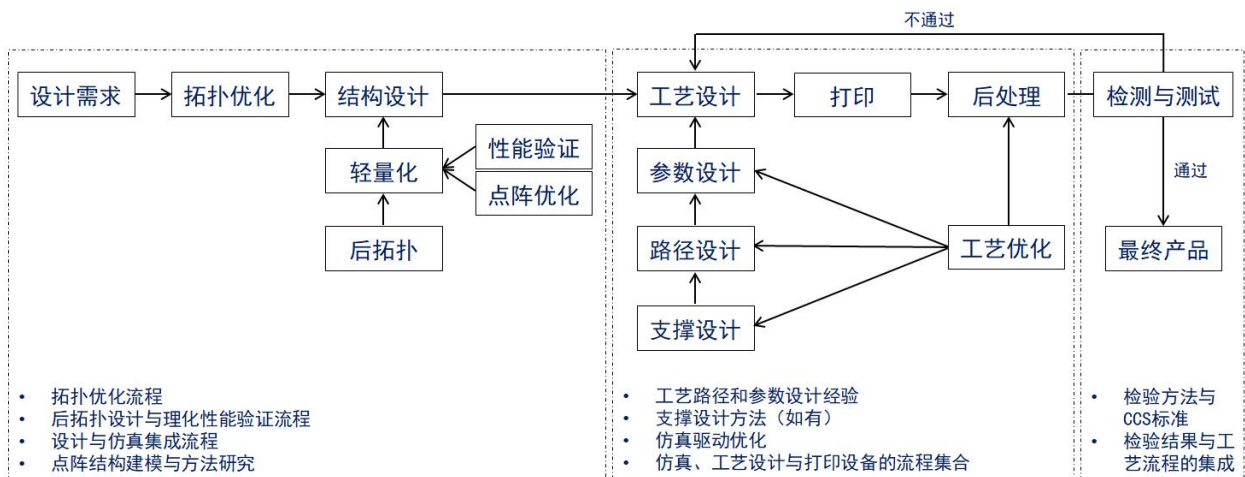 不通过
设计需求
拓扑优化
结构设计
工艺设计
打印
后处理
检测与测试
轻量化
性能验证
点阵优化
参数设计
通过
后拓扑
路径设计
工艺优化
最终产品
支撑设计
• 拓扑优化流程
• 后拓扑设计与理化性能验证流程
• 设计与仿真集成流程
• 点阵结构建模与方法研究
• 工艺路径和参数设计经验
• 支撑设计方法（如有）
• 仿真驱动优化
• 仿真、工艺设计与打印设备的流程集合
• 检验方法与
CCS标准
• 检验结果与工
艺流程的集成